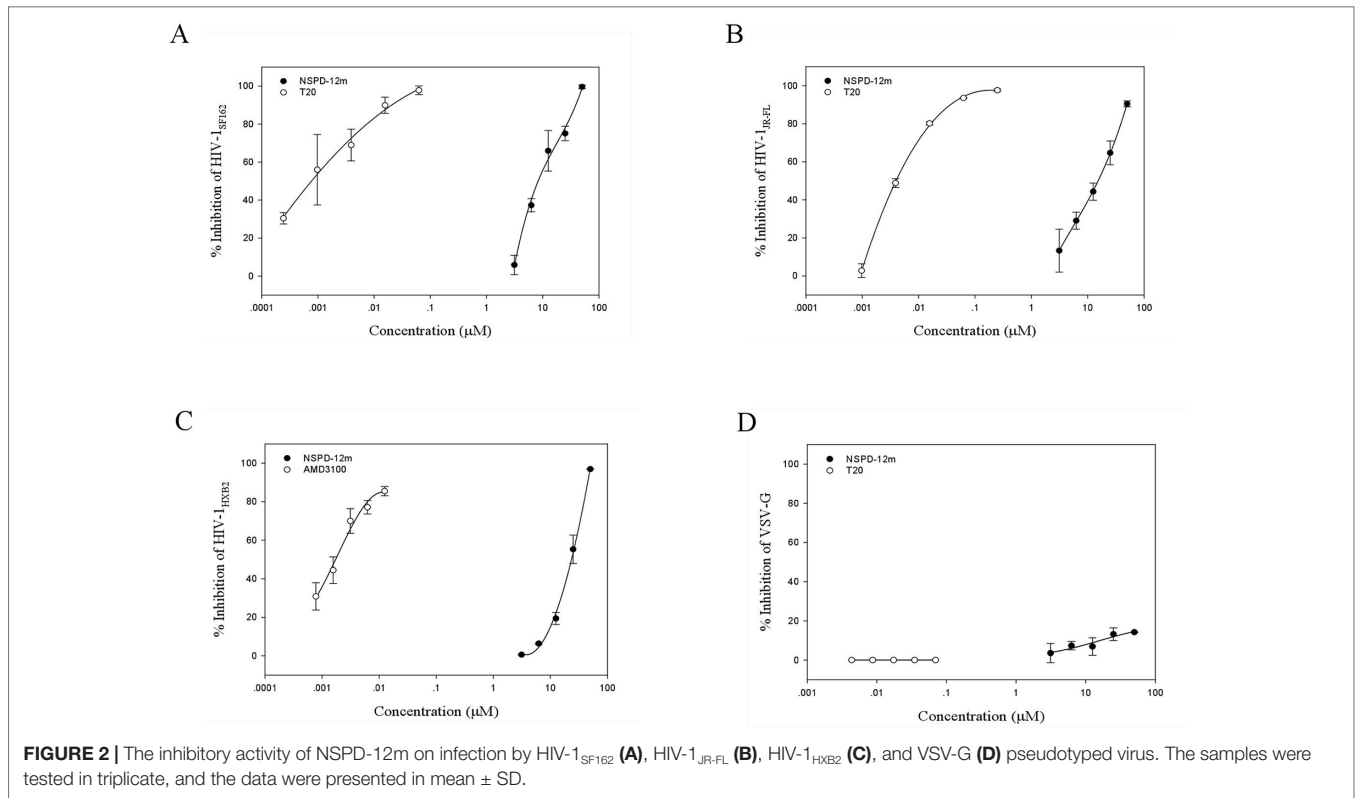 A
NSPD-12m
T20
% Inhibition of HIV-1SF162
100
80
60
40
20
0
.0001 .001 .01 .1 1 10 100
Concentration (μM)
B
NSPD-12m
T20
% Inhibition of HIV-1JR-FL
100
80
60
40
20
0
.0001 .001 .01 .1 1 10 100
Concentration (μM)
C
NSPD-12m
AMD3100
% Inhibition of HIV-1HXB2
100
80
60
40
20
0
.0001 .001 .01 .1 1 10 100
Concentration (μM)
D
NSPD-12m
T20
% Inhibition of VSV-G
100
80
60
40
20
0
.001 .01 .1 1 10 100
Concentration (μM)
FIGURE 2 | The inhibitory activity of NSPD-12m on infection by HIV-1SF162 (A), HIV-1JR-FL (B), HIV-1HXB2 (C), and VSV-G (D) pseudotyped virus. The samples were
tested in triplicate, and the data were presented in mean ± SD.